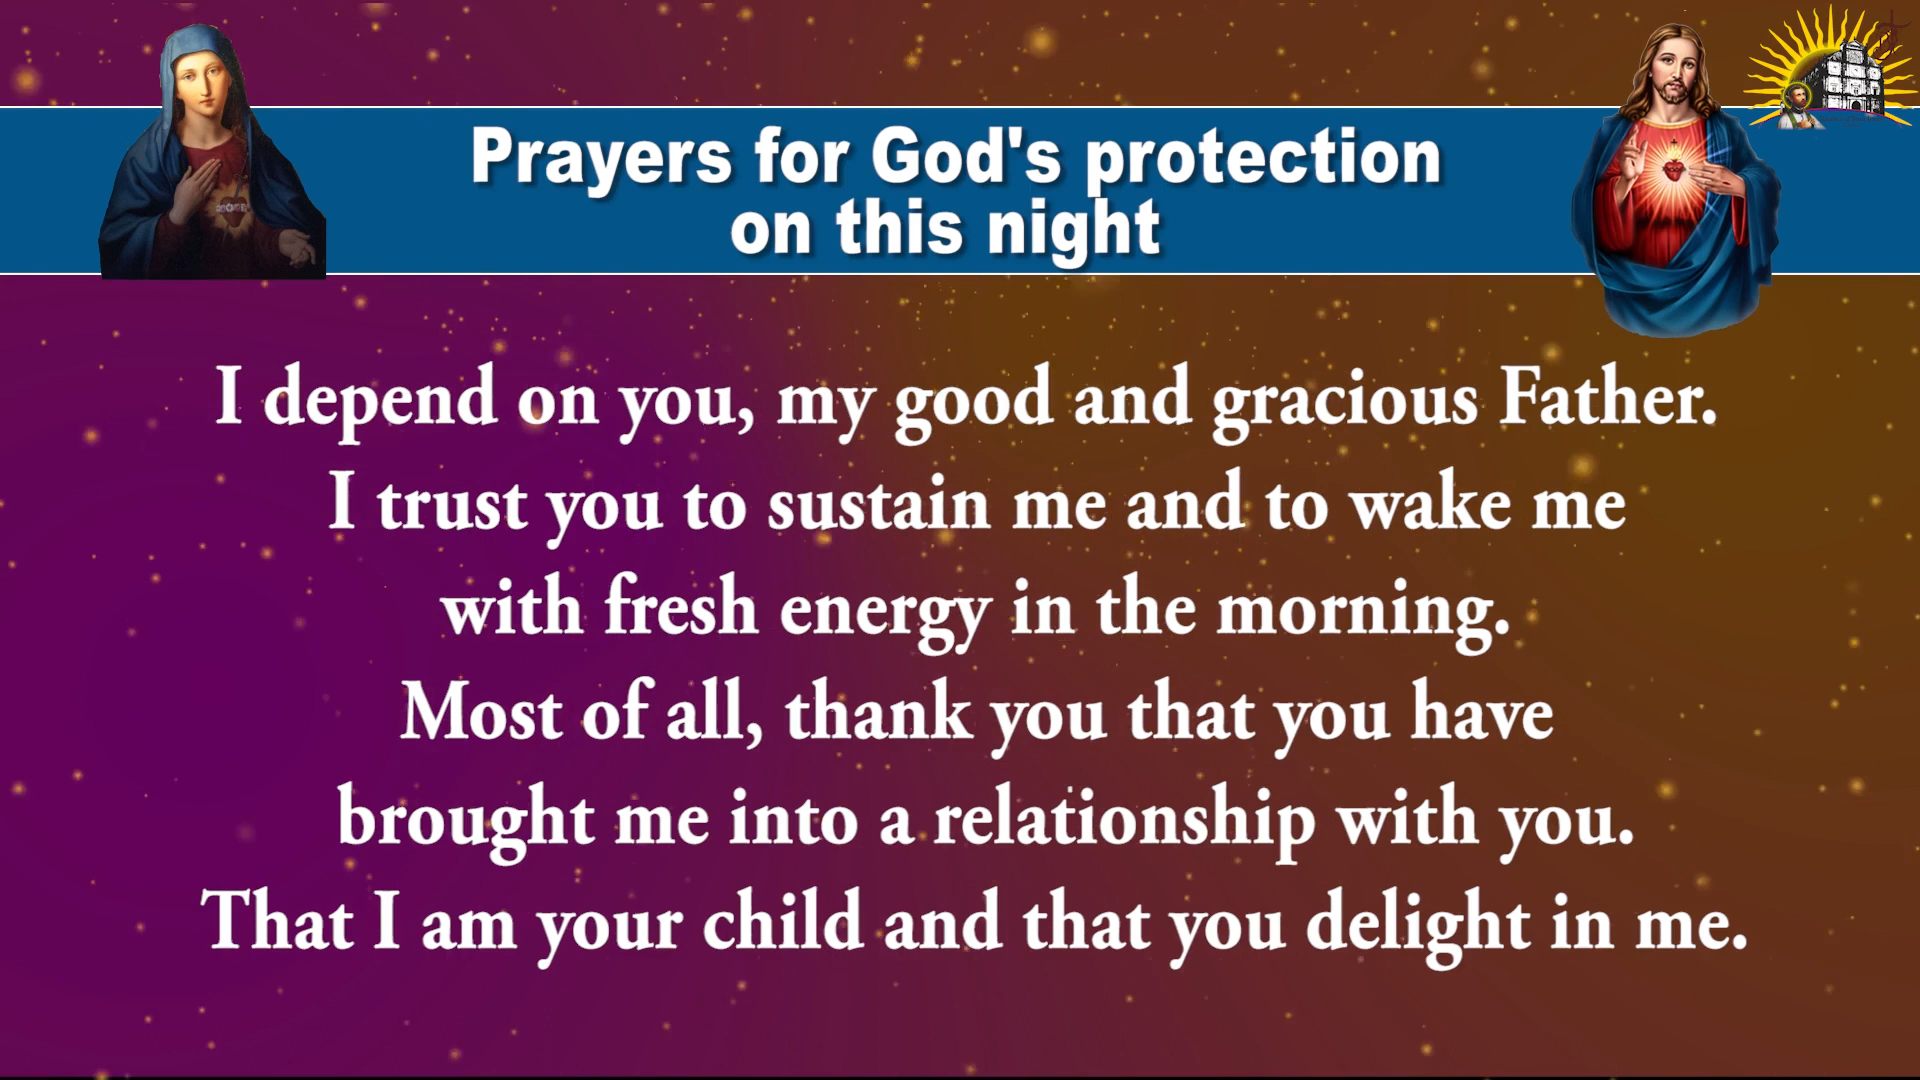 Prayers for God's protection
on this night
I depend on you, my good and gracious Father.
I trust you to sustain me and to wake me
with fresh energy in the morning.
Most of all, thank you that you have
brought me into a relationship with you.
That I am your child and that you delight in me.